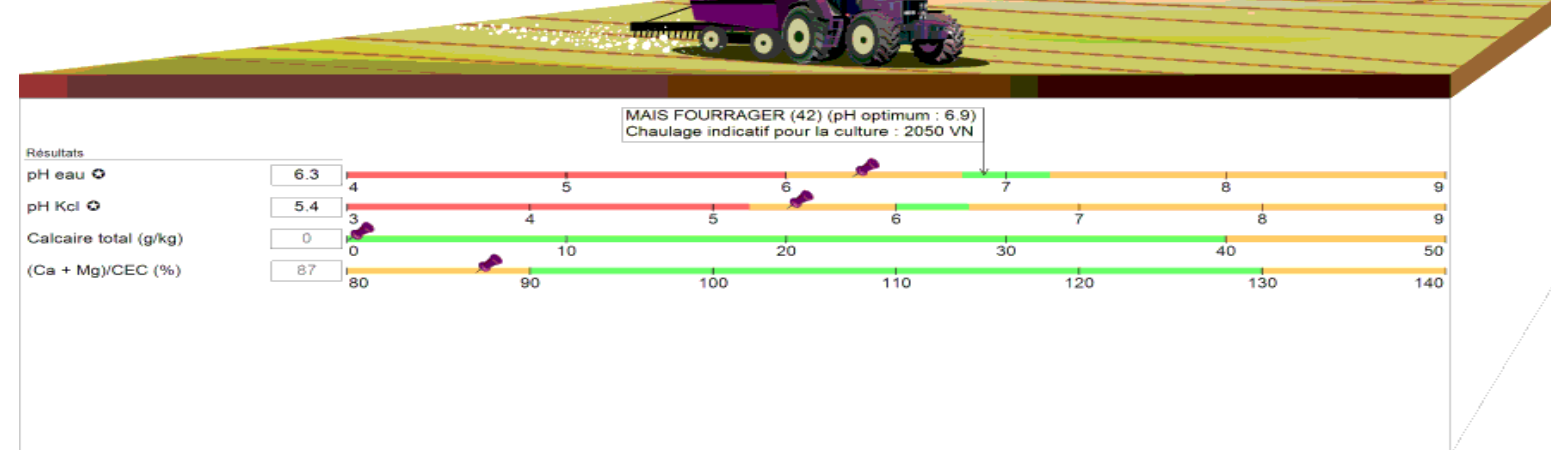 MAIS FOURRAGER (42) (pH optimum : 6.9)
Chaulage indicatif pour la culture : 2050 VN
Résultats
pH eau ✪ 6.3
4 5 6 7 8 9
pH Kcl ✪ 5.4
3 4 5 6 7 8 9
Calcaire total (g/kg) 0
0 10 20 30 40 50
(Ca + Mg)/CEC (%) 87
80 90 100 110 120 130 140